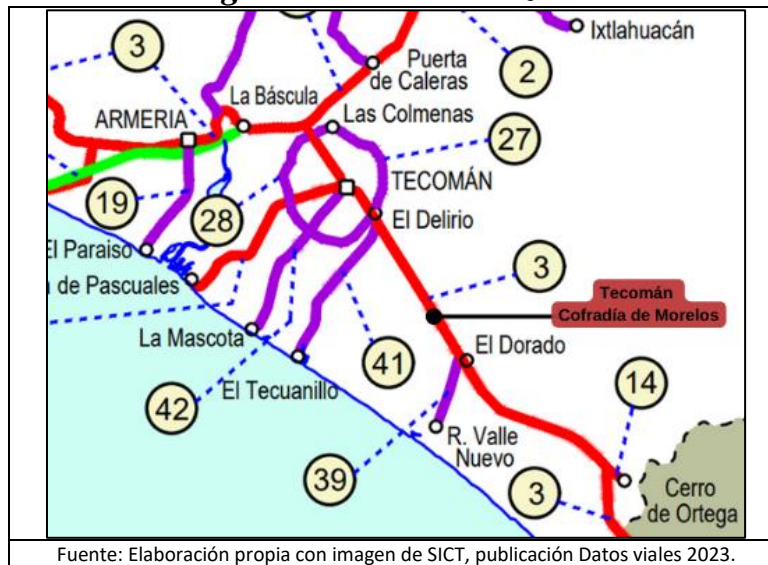 3
2
Ixtlahuacán
Puerta
de Caleras
La Báscula
ARMERIA
Las Colmenas
27
TECOMÁN
19
28
El Delirio
El Paraiso
3
de Pascuales
Tecomán
Cofradía de Morelos
La Mascota
El Dorado
41
El Tecuanillo
14
42
R. Valle
Nuevo
39
3
Cerro
de Ortega
Fuente: Elaboración propia con imagen de SICT, publicación Datos viales 2023.